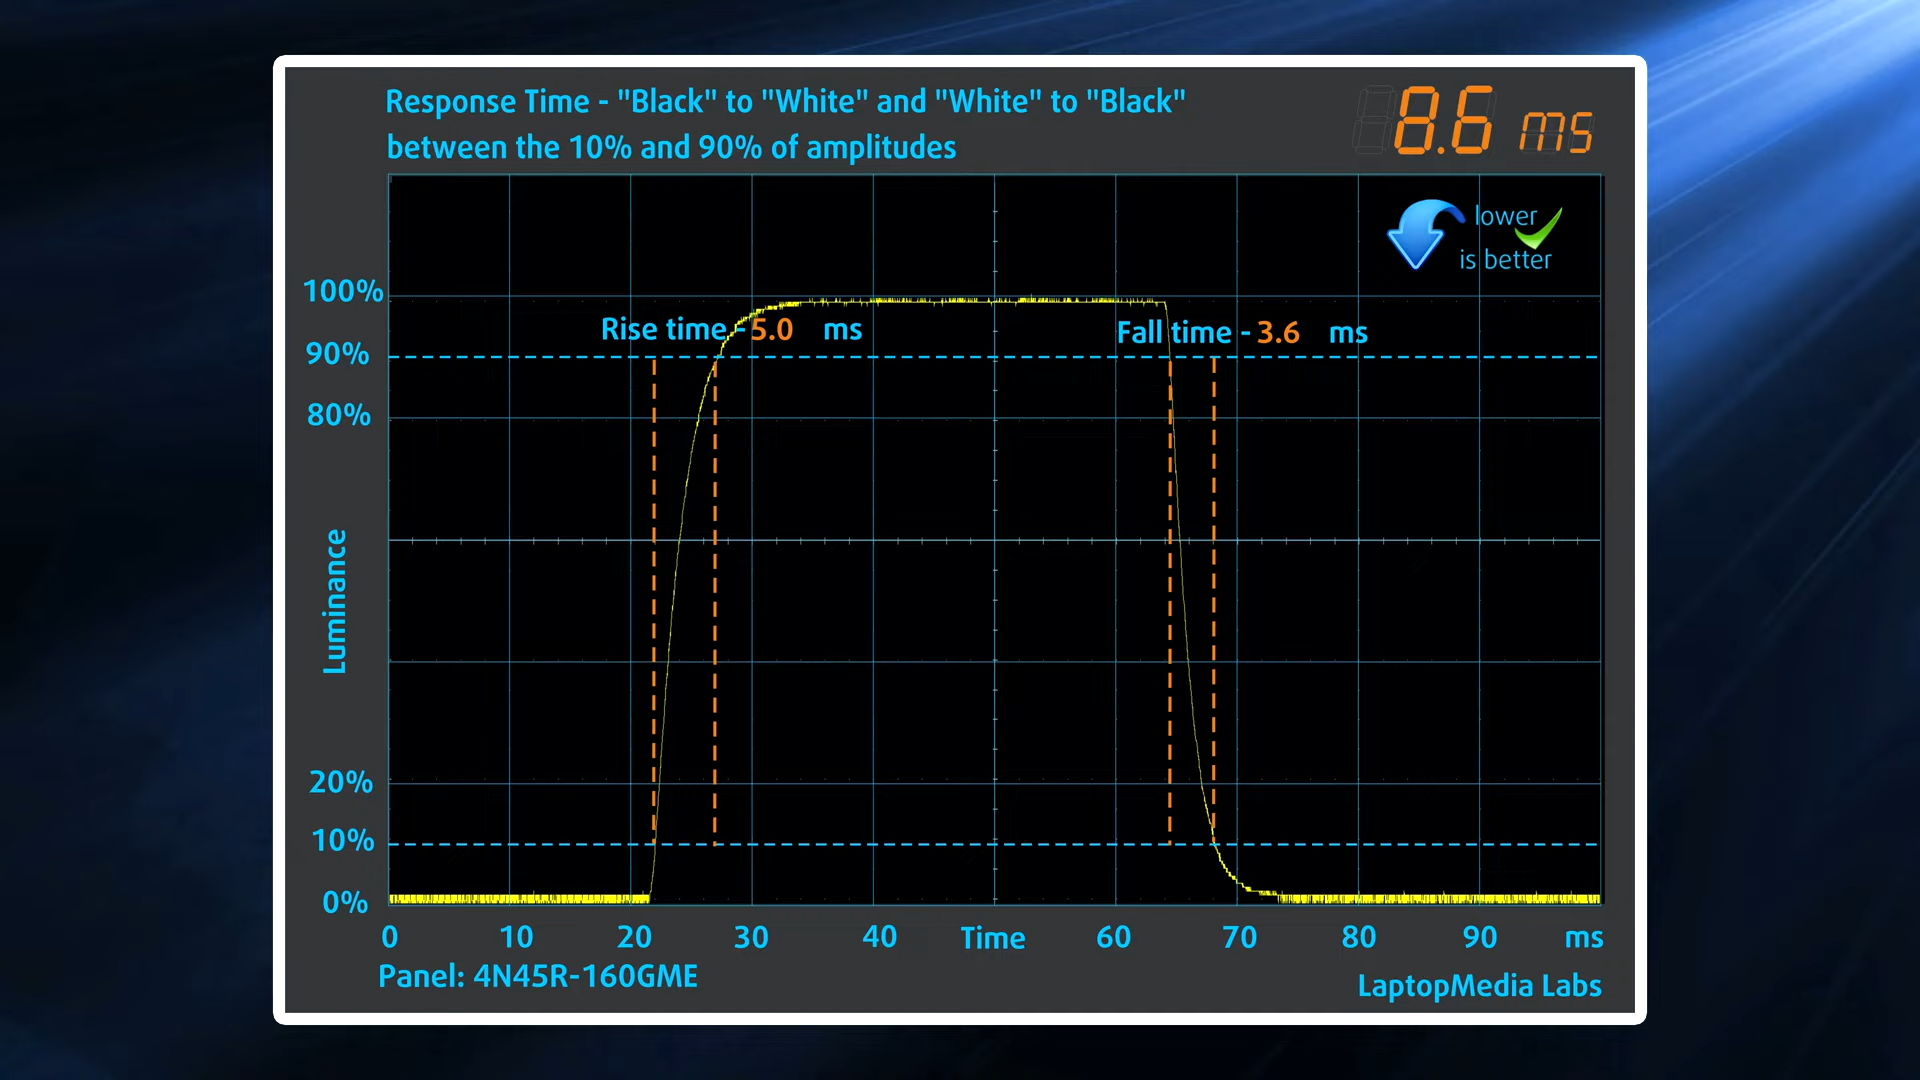 Response Time - "Black" to "White" and "White" to "Black"
between the 10% and 90% of amplitudes
8.6 ms
lower
is better
100%
Rise time - 5.0 ms
Fall time - 3.6 ms
90%
80%
Luminance
20%
10%
0%
0 10 20 30 40 Time 60 70 80 90 ms
Panel: 4N45R-160GME
LaptopMedia Labs